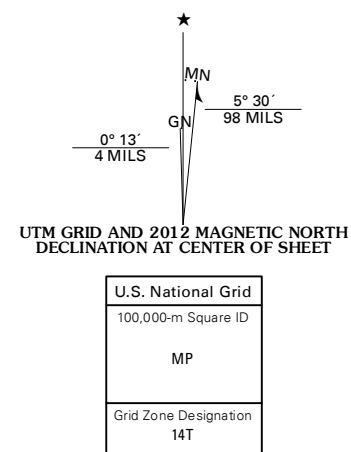 ★
MN
5° 30´
98 MILS
GN
0° 13´
4 MILS
UTM GRID AND 2012 MAGNETIC NORTH
DECLINATION AT CENTER OF SHEET
U.S. National Grid
100,000-m Square ID
MP
Grid Zone Designation
14T